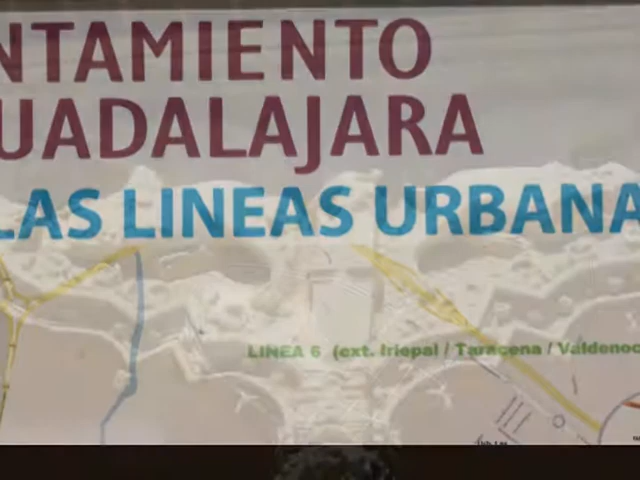 NTAMIENTO
UADALAJARA
LAS LINEAS URBANA
LINEA 6 (ext. Iriepal / Taracena / Valdenoc